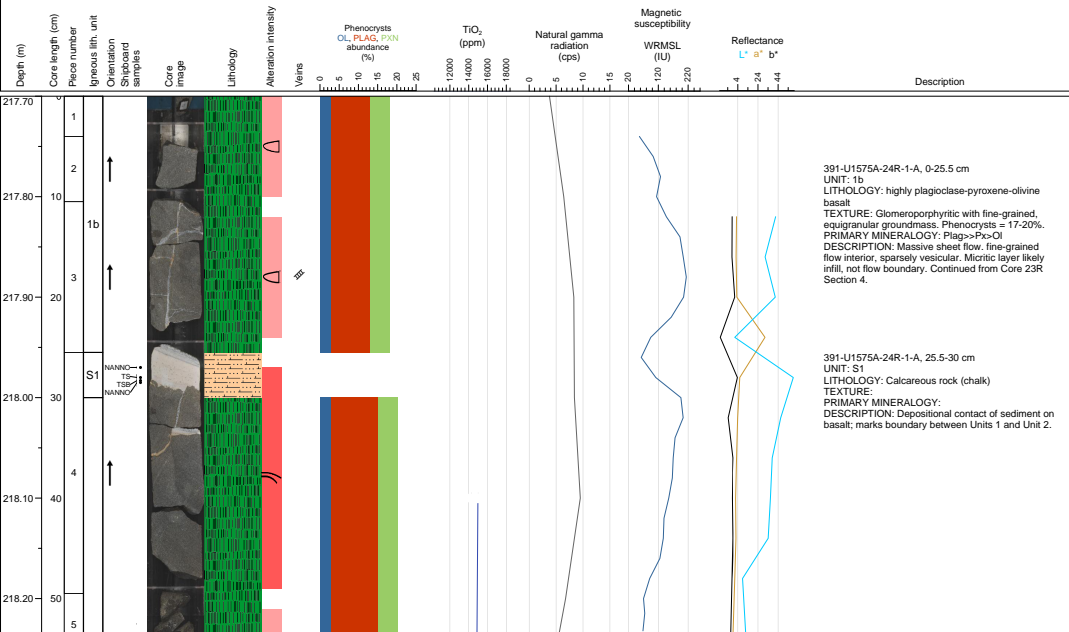 Depth (m)
Core length (cm)
Piece number
Igneous lith. unit
Orientation
Shipboard
samples
Core
image
Lithology
Alteration intensity
Veins
Phenocrysts
OL, PLAG, PXN
abundance
(%)
0 5 10 15 20 25
TiO2
(ppm)
12000 14000 16000 18000
Natural gamma
radiation
(cps)
0 5 10 15
Magnetic
susceptibility
WRMSL
(IU)
20 120 220
Reflectance
L* a* b*
4 24 44
Description
217.70
0
1
2
217.80
10
1b
3
217.90
20
S1
NANNO
TS
TSB
NANNO
218.00
30
4
218.10
40
218.20
50
5
391-U1575A-24R-1-A, 0-25.5 cm
UNIT: 1b
LITHOLOGY: highly plagioclase-pyroxene-olivine
basalt
TEXTURE: Glomeroporphyritic with fine-grained,
equigranular groundmass. Phenocrysts = 17-20%.
PRIMARY MINERALOGY: Plag>>Px>Ol
DESCRIPTION: Massive sheet flow. fine-grained
flow interior, sparsely vesicular. Micritic layer likely
infill, not flow boundary. Continued from Core 23R
Section 4.
391-U1575A-24R-1-A, 25.5-30 cm
UNIT: S1
LITHOLOGY: Calcareous rock (chalk)
TEXTURE:
PRIMARY MINERALOGY:
DESCRIPTION: Depositional contact of sediment on
basalt; marks boundary between Units 1 and Unit 2.